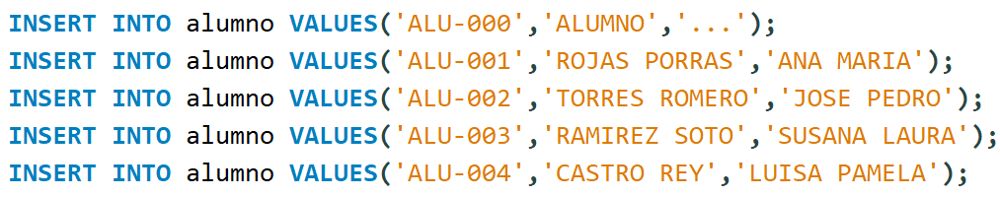 INSERT INTO alumno VALUES('ALU-000','ALUMNO','...');
INSERT INTO alumno VALUES('ALU-001','ROJAS PORRAS','ANA MARIA');
INSERT INTO alumno VALUES('ALU-002','TORRES ROMERO','JOSE PEDRO');
INSERT INTO alumno VALUES('ALU-003','RAMIREZ SOTO','SUSANA LAURA');
INSERT INTO alumno VALUES('ALU-004','CASTRO REY','LUISA PAMELA');